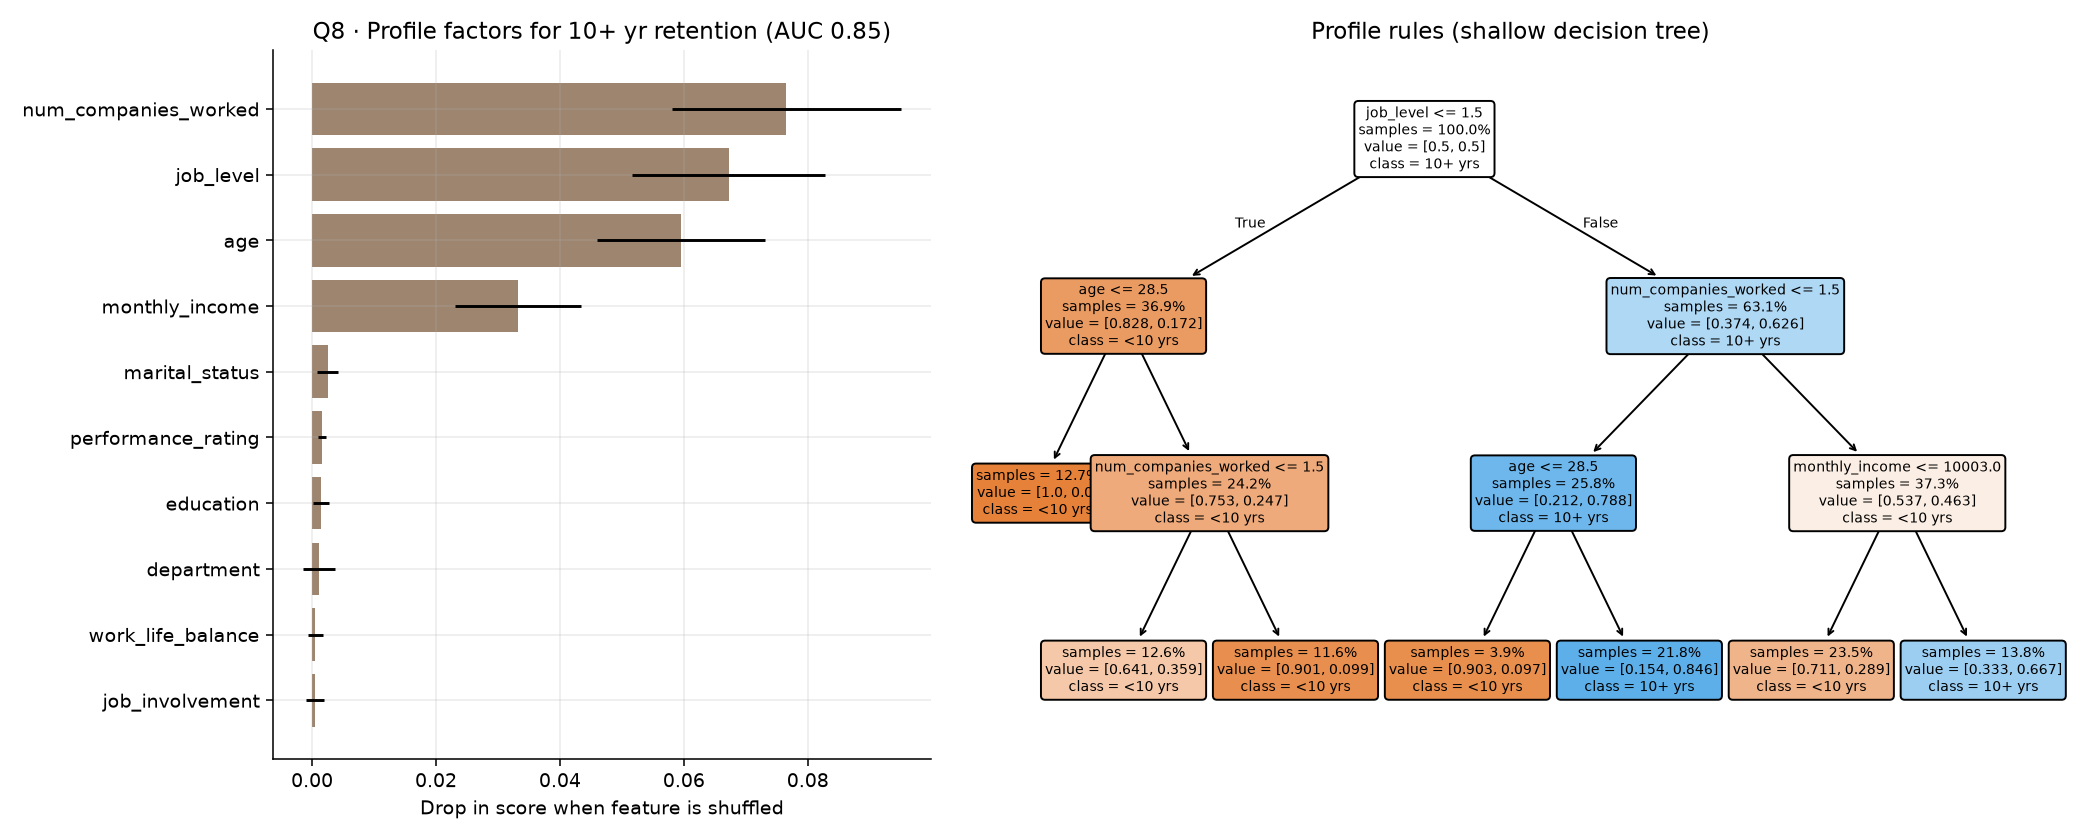 Q8 · Profile factors for 10+ yr retention (AUC 0.85)
num_companies_worked
job_level
age
monthly_income
marital_status
performance_rating
education
department
work_life_balance
job_involvement
0.00
0.02
0.04
0.06
0.08
Drop in score when feature is shuffled
Profile rules (shallow decision tree)
job_level <= 1.5
samples = 100.0%
value = [0.5, 0.5]
class = 10+ yrs
True
False
age <= 28.5
samples = 36.9%
value = [0.828, 0.172]
class = <10 yrs
num_companies_worked <= 1.5
samples = 63.1%
value = [0.374, 0.626]
class = 10+ yrs
samples = 12.7%
value = [1.0, 0.0
class = <10 yrs
num_companies_worked <= 1.5
samples = 24.2%
value = [0.753, 0.247]
class = <10 yrs
age <= 28.5
samples = 25.8%
value = [0.212, 0.788]
class = 10+ yrs
monthly_income <= 10003.0
samples = 37.3%
value = [0.537, 0.463]
class = <10 yrs
samples = 12.6%
value = [0.641, 0.359]
class = <10 yrs
samples = 11.6%
value = [0.901, 0.099]
class = <10 yrs
samples = 3.9%
value = [0.903, 0.097]
class = <10 yrs
samples = 21.8%
value = [0.154, 0.846]
class = 10+ yrs
samples = 23.5%
value = [0.711, 0.289]
class = <10 yrs
samples = 13.8%
value = [0.333, 0.667]
class = 10+ yrs